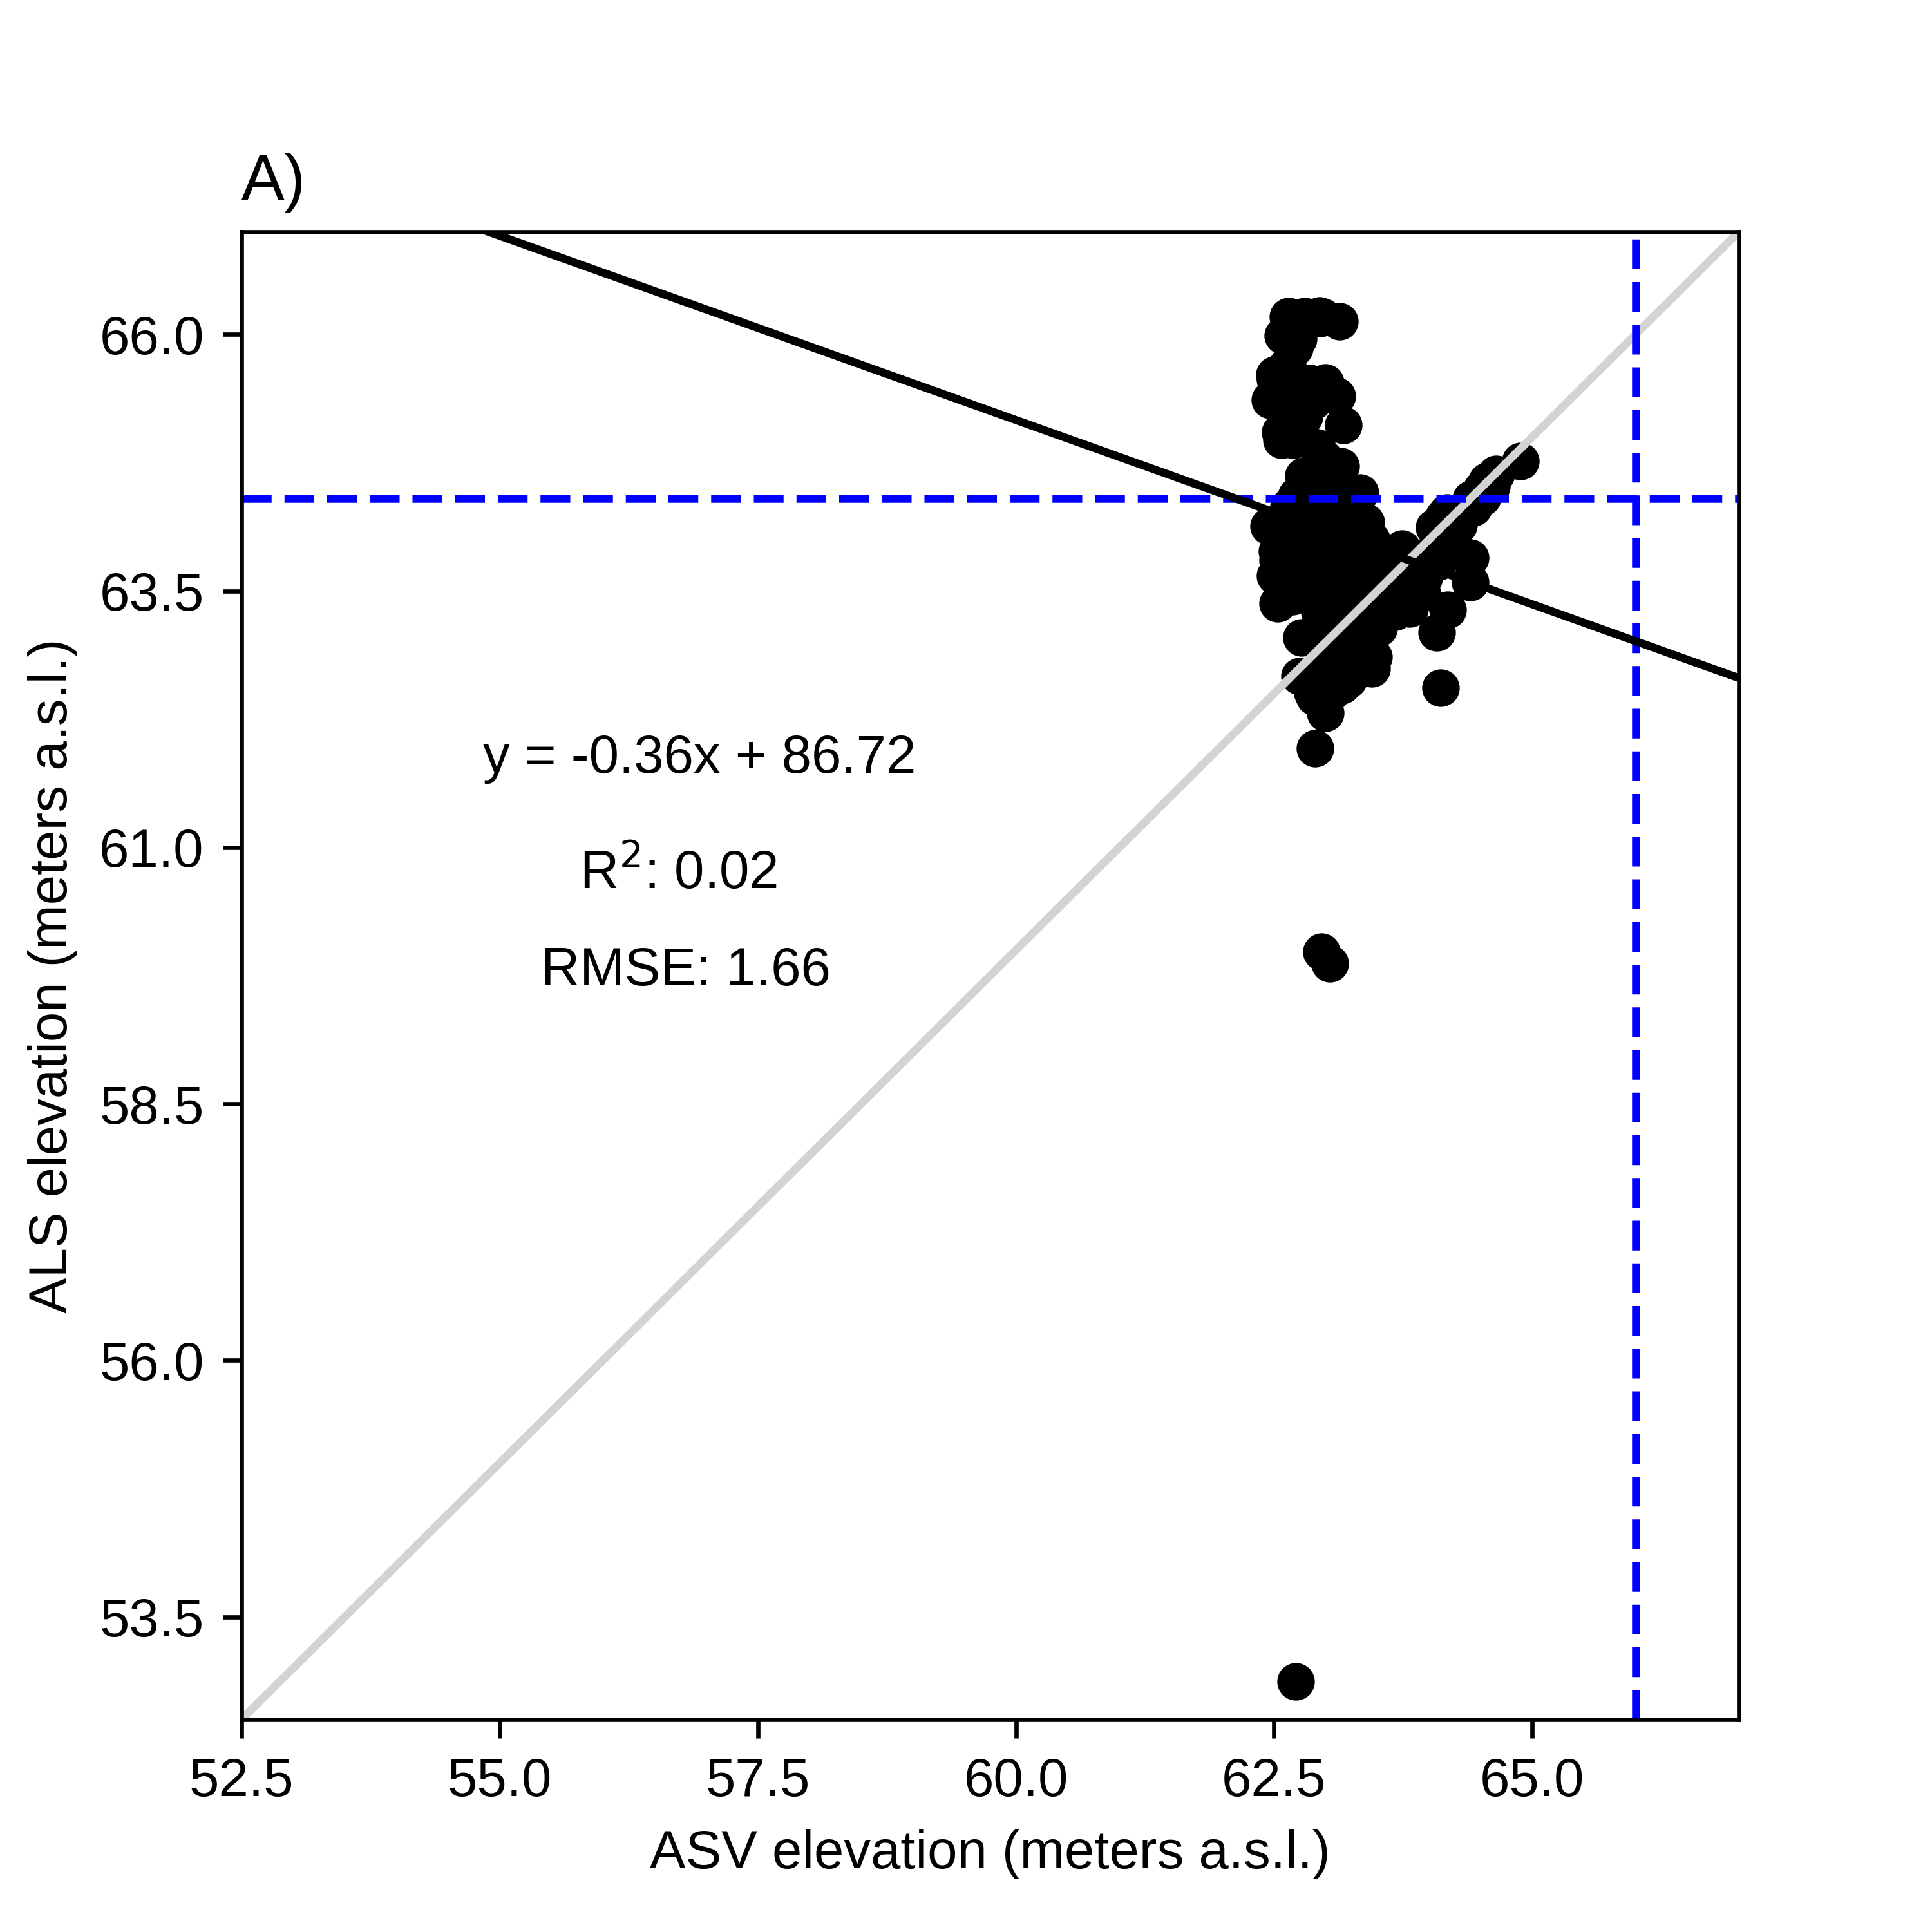 A)
66.0
63.5
61.0
58.5
56.0
53.5
ALS elevation (meters a.s.l.)
y = -0.36x + 86.72
R²: 0.02
RMSE: 1.66
52.5 55.0 57.5 60.0 62.5 65.0
ASV elevation (meters a.s.l.)